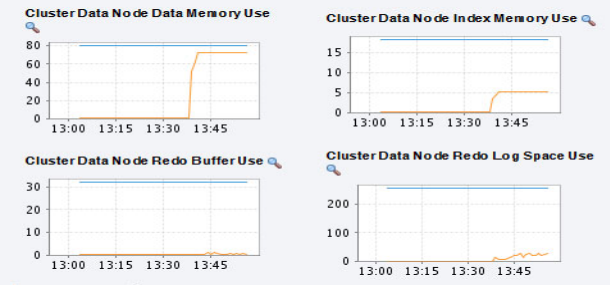 Cluster Data Node Data Memory Use
80
60
40
20
0
13:00 13:15 13:30 13:45
Cluster Data Node Index Memory Use
15
10
5
0
13:00 13:15 13:30 13:45
Cluster Data Node Redo Buffer Use
30
20
10
0
13:00 13:15 13:30 13:45
Cluster Data Node Redo Log Space Use
200
100
0
13:00 13:15 13:30 13:45